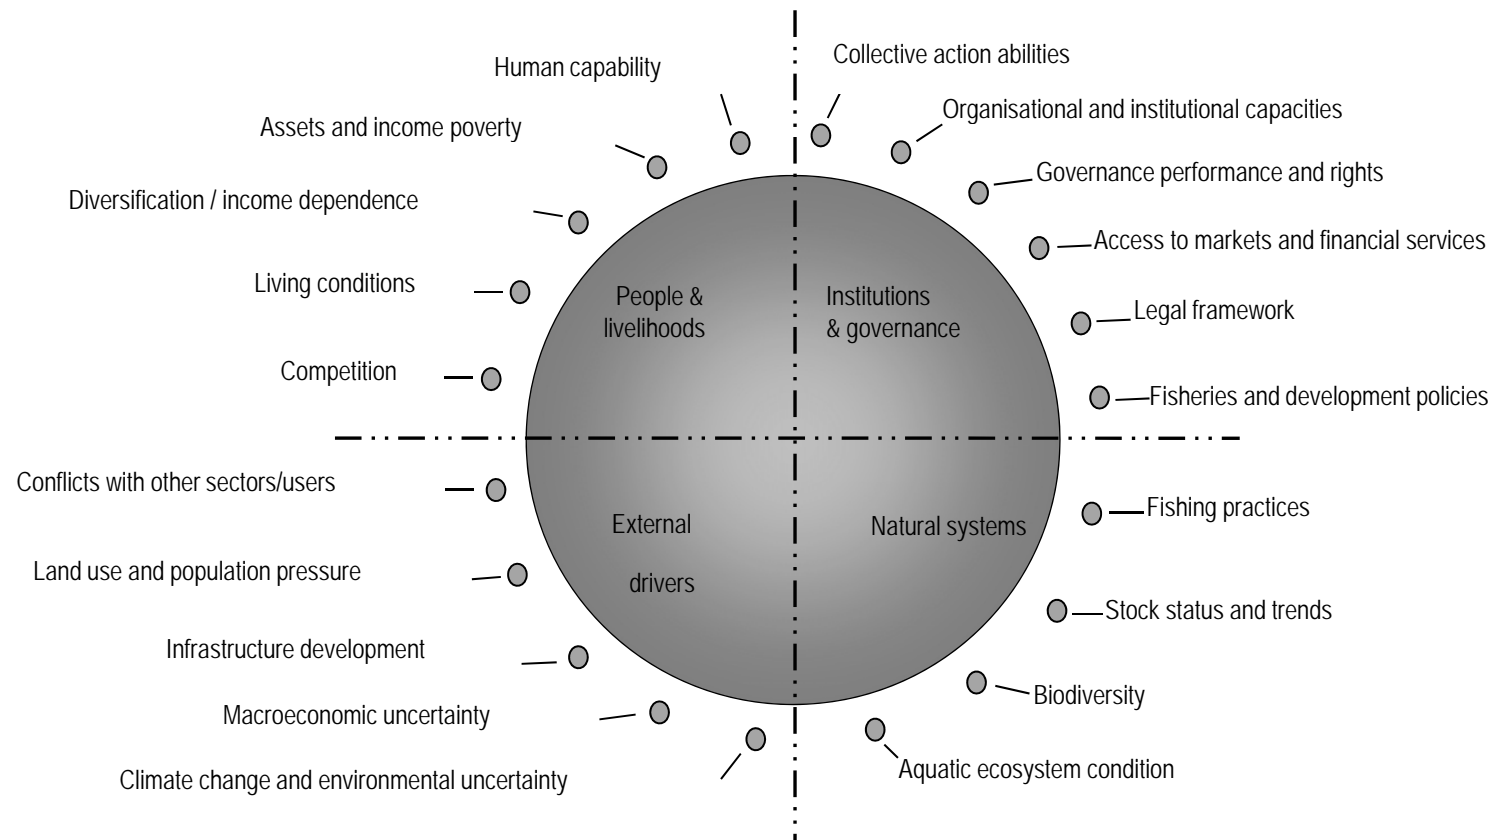 Human capability
Collective action abilities
Assets and income poverty
Organisational and institutional capacities
Diversification / income dependence
Governance performance and rights
Access to markets and financial services
Living conditions
People &
livelihoods
Institutions
& governance
Legal framework
Competition
Fisheries and development policies
Conflicts with other sectors/users
Fishing practices
External
drivers
Natural systems
Land use and population pressure
Stock status and trends
Infrastructure development
Biodiversity
Macroeconomic uncertainty
Climate change and environmental uncertainty
Aquatic ecosystem condition